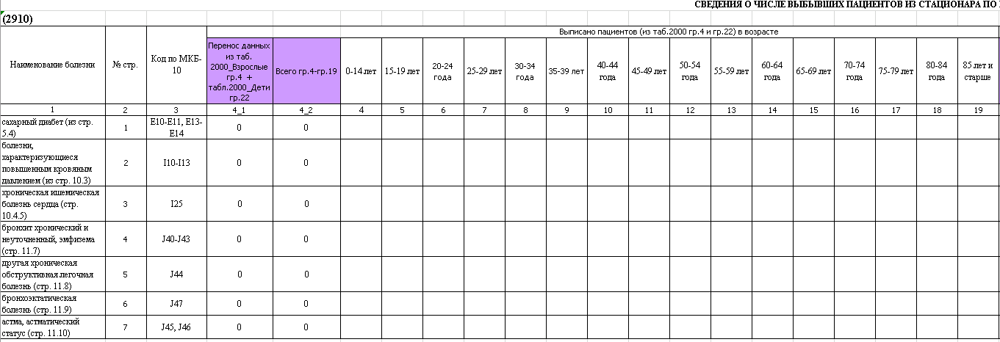 СВЕДЕНИЯ О ЧИСЛЕ ВЫБЫВШИХ ПАЦИЕНТОВ ИЗ СТАЦИОНАРА ПО
(2910)
Наименование болезни
№ стр.
Код по МКБ-
10
Перенос данных
из таб.
2000_Взрослые
гр.4 +
табл.2000_Дети
гр.22
Всего гр.4-гр.19
Выписано пациентов (из таб.2000 гр.4 и гр.22) в возрасте
0-14 лет
15-19 лет
20-24
года
25-29 лет
30-34
года
35-39 лет
40-44
года
45-49 лет
50-54
года
55-59 лет
60-64
года
65-69 лет
70-74
года
75-79 лет
80-84
года
85 лет и
старше
1 2 3 4_1 4_2 4 5 6 7 8 9 10 11 12 13 14 15 16 17 18 19
сахарный диабет (из стр.
5.4)
1
E10-E11, E13-
E14
0 0
болезни,
характеризующиеся
повышенным кровяным
давлением (из стр. 10.3)
2
I10-I13
0 0
хроническая ишемическая
болезнь сердца (стр.
10.4.5)
3
I25
0 0
бронхит хронический и
неуточненный, эмфизема
(стр. 11.7)
4
J40-J43
0 0
другая хроническая
обструктивная легочная
болезнь (стр. 11.8)
5
J44
0 0
бронхоэктатическая
болезнь (стр. 11.9)
6
J47
0 0
астма, астматический
статус (стр. 11.10)
7
J45, J46
0 0